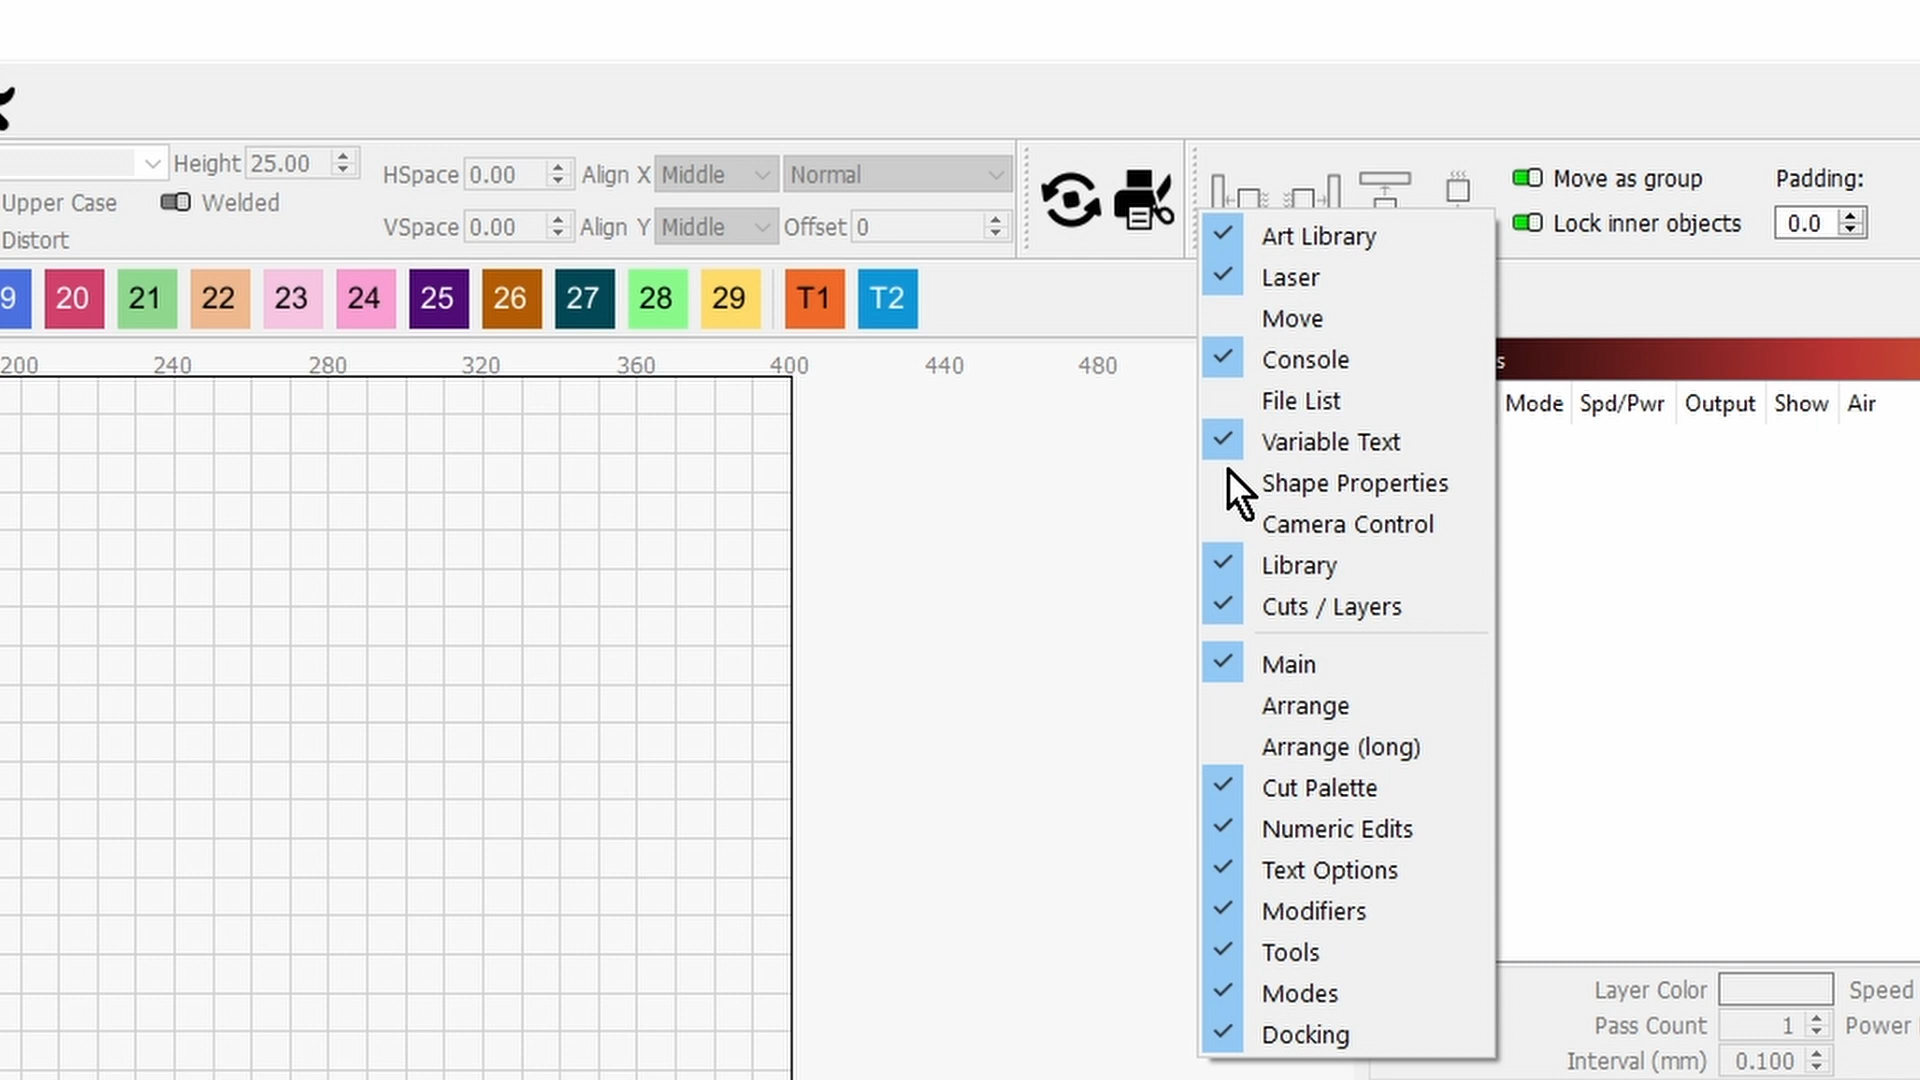 Height 25.00
HSpace 0.00 Align X Middle Normal
Upper Case Welded
VSpace 0.00 Align Y Middle Offset 0
Distort
Move as group Padding:
Lock inner objects 0.0
9 20 21 22 23 24 25 26 27 28 29 T1 T2
200 240 280 320 360 400 440 480
Art Library
Laser
Move
Console
File List
Variable Text
Shape Properties
Camera Control
Library
Cuts / Layers
Main
Arrange
Arrange (long)
Cut Palette
Numeric Edits
Text Options
Modifiers
Tools
Modes
Docking
s
Mode Spd/Pwr Output Show Air
Layer Color Speed
Pass Count 1 Power
Interval (mm) 0.100